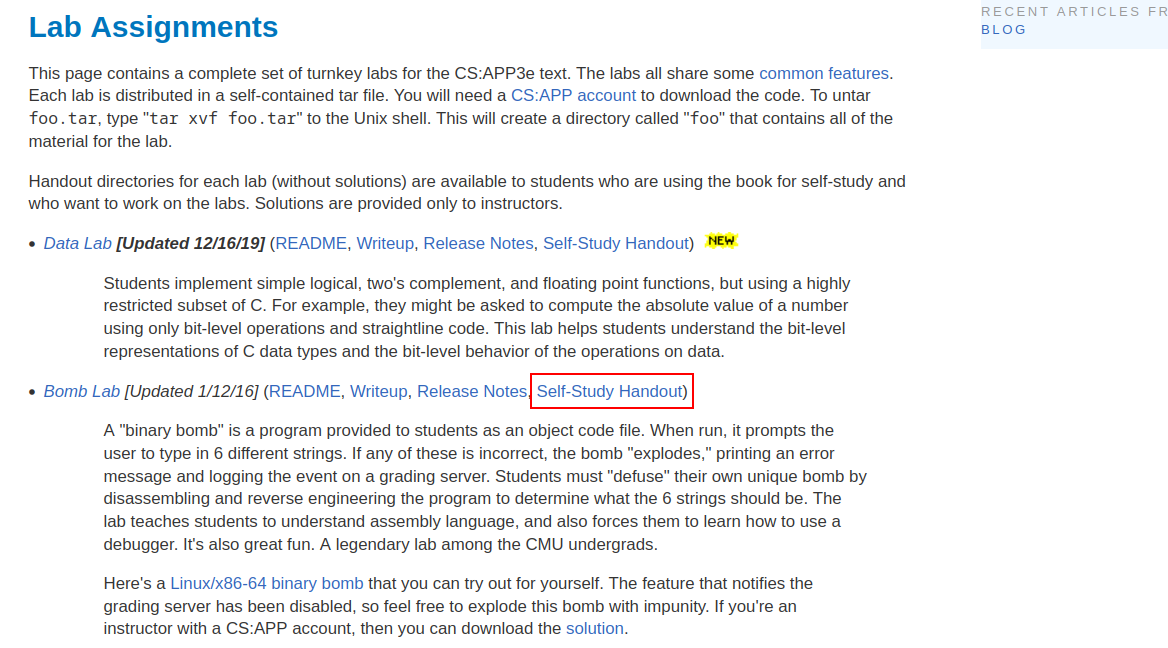 Lab Assignments
RECENT ARTICLES FR
BLOG
This page contains a complete set of turnkey labs for the CS:APP3e text. The labs all share some common features.
Each lab is distributed in a self-contained tar file. You will need a CS:APP account to download the code. To untar
foo.tar, type "tar xvf foo.tar" to the Unix shell. This will create a directory called "foo" that contains all of the
material for the lab.
Handout directories for each lab (without solutions) are available to students who are using the book for self-study and
who want to work on the labs. Solutions are provided only to instructors.
• Data Lab [Updated 12/16/19] (README, Writeup, Release Notes, Self-Study Handout) NEW
Students implement simple logical, two's complement, and floating point functions, but using a highly
restricted subset of C. For example, they might be asked to compute the absolute value of a number
using only bit-level operations and straightline code. This lab helps students understand the bit-level
representations of C data types and the bit-level behavior of the operations on data.
• Bomb Lab [Updated 1/12/16] (README, Writeup, Release Notes, Self-Study Handout)
A "binary bomb" is a program provided to students as an object code file. When run, it prompts the
user to type in 6 different strings. If any of these is incorrect, the bomb "explodes," printing an error
message and logging the event on a grading server. Students must "defuse" their own unique bomb by
disassembling and reverse engineering the program to determine what the 6 strings should be. The
lab teaches students to understand assembly language, and also forces them to learn how to use a
debugger. It's also great fun. A legendary lab among the CMU undergrads.
Here's a Linux/x86-64 binary bomb that you can try out for yourself. The feature that notifies the
grading server has been disabled, so feel free to explode this bomb with impunity. If you're an
instructor with a CS:APP account, then you can download the solution.